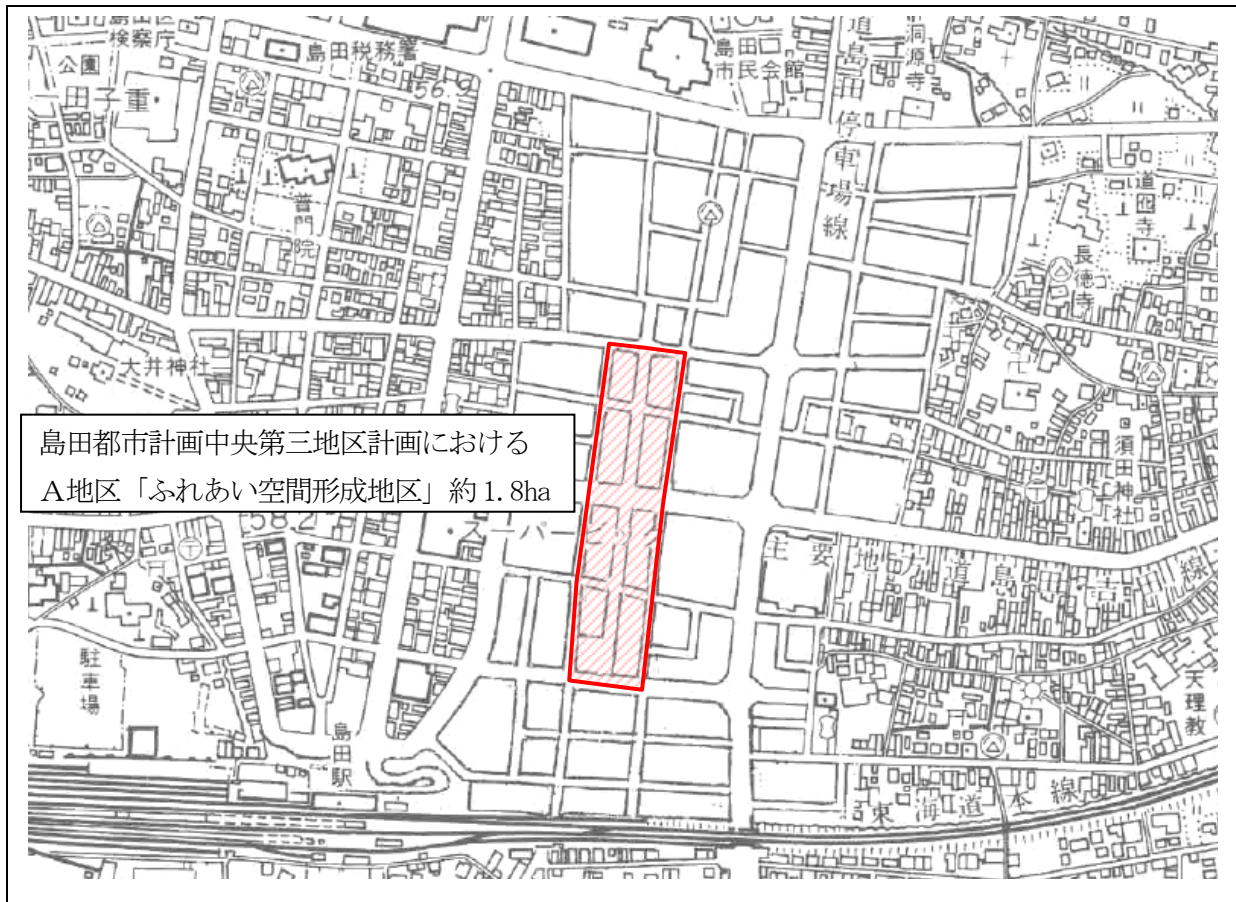 検察庁
公園
島田税務署
56.9
島田
市民会館
道島田停車場線
洞源寺
普門院
道悦寺
長徳寺
大井神社
島田都市計画中央第三地区計画における
A地区「ふれあい空間形成地区」約1.8ha
須田神社
58.2
スーパー
主要地方道島田吉田線
駐車場
島田駅
天理教
東海道本線